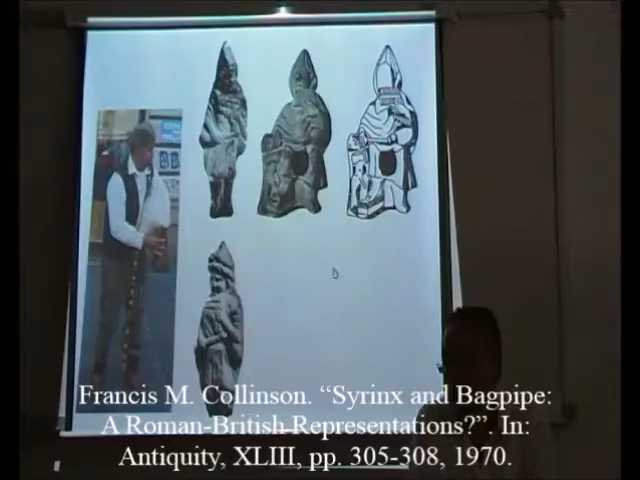 Francis M. Collinson. “Syrinx and Bagpipe:
A Roman-British Representations?”. In:
Antiquity, XLIII, pp. 305-308, 1970.